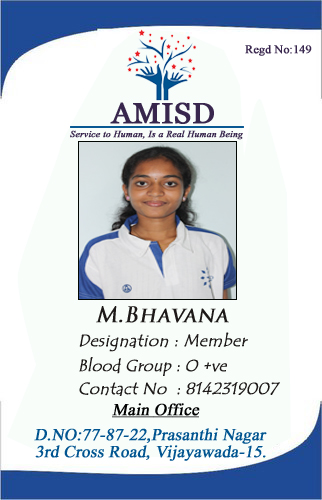 Regd No:149
AMISD
Service to Human, Is a Real Human Being
M.BHAVANA
Designation : Member
Blood Group : O +ve
Contact No : 8142319007
Main Office
D.NO:77-87-22,Prasanthi Nagar
3rd Cross Road, Vijayawada-15.